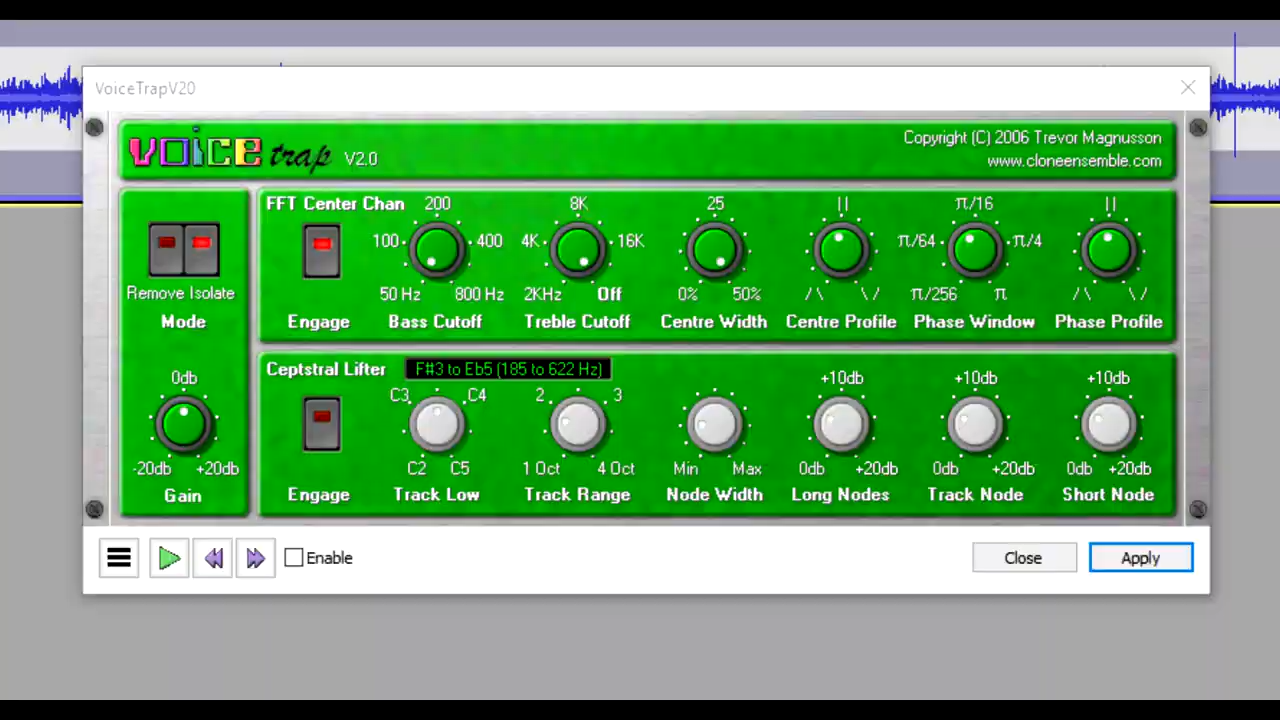 VoiceTrapV20
voice trap V2.0
Copyright (C) 2006 Trevor Magnusson
www.cloneensemble.com
Remove Isolate
Mode
0db
-20db +20db
Gain
FFT Center Chan
Engage
200
100 400
50 Hz 800 Hz
Bass Cutoff
8K
4K 16K
2KHz Off
Treble Cutoff
25
0% 50%
Centre Width
| |
/ \ \ /
Centre Profile
π/16
π/64 π/4
π/256 π
Phase Window
| |
/ \ \ /
Phase Profile
Ceptstral Lifter
F#3 to Eb5 (185 to 622 Hz)
Engage
C3 C4
C2 C5
Track Low
2 3
1 Oct 4 Oct
Track Range
Min Max
Node Width
+10db
0db +20db
Long Nodes
+10db
0db +20db
Track Node
+10db
0db +20db
Short Node
Enable
Close
Apply